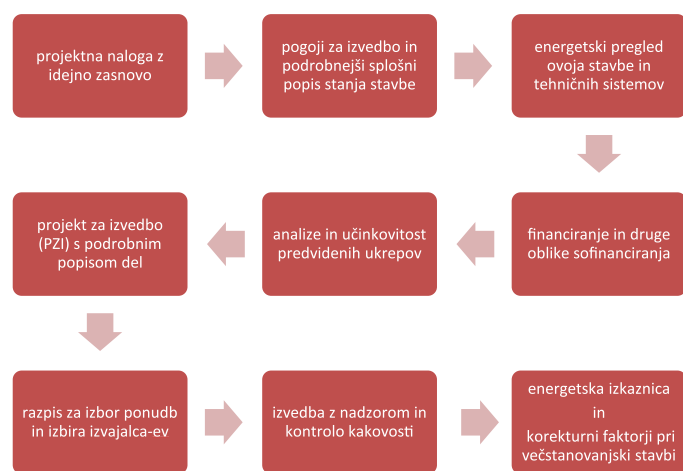 projektna naloga z
idejno zasnovo
pogoji za izvedbo in
podrobnejši splošni
popis stanja stavbe
energetski pregled
ovoja stavbe in
tehničnih sistemov
financiranje in druge
oblike sofinanciranja
analize in učinkovitost
predvidenih ukrepov
projekt za izvedbo
(PZI) s podrobnim
popisom del
razpis za izbor ponudb
in izbira izvajalca-ev
izvedba z nadzorom in
kontrolo kakovosti
energetska izkaznica
in
korekturni faktorji pri
večstanovanjski stavbi